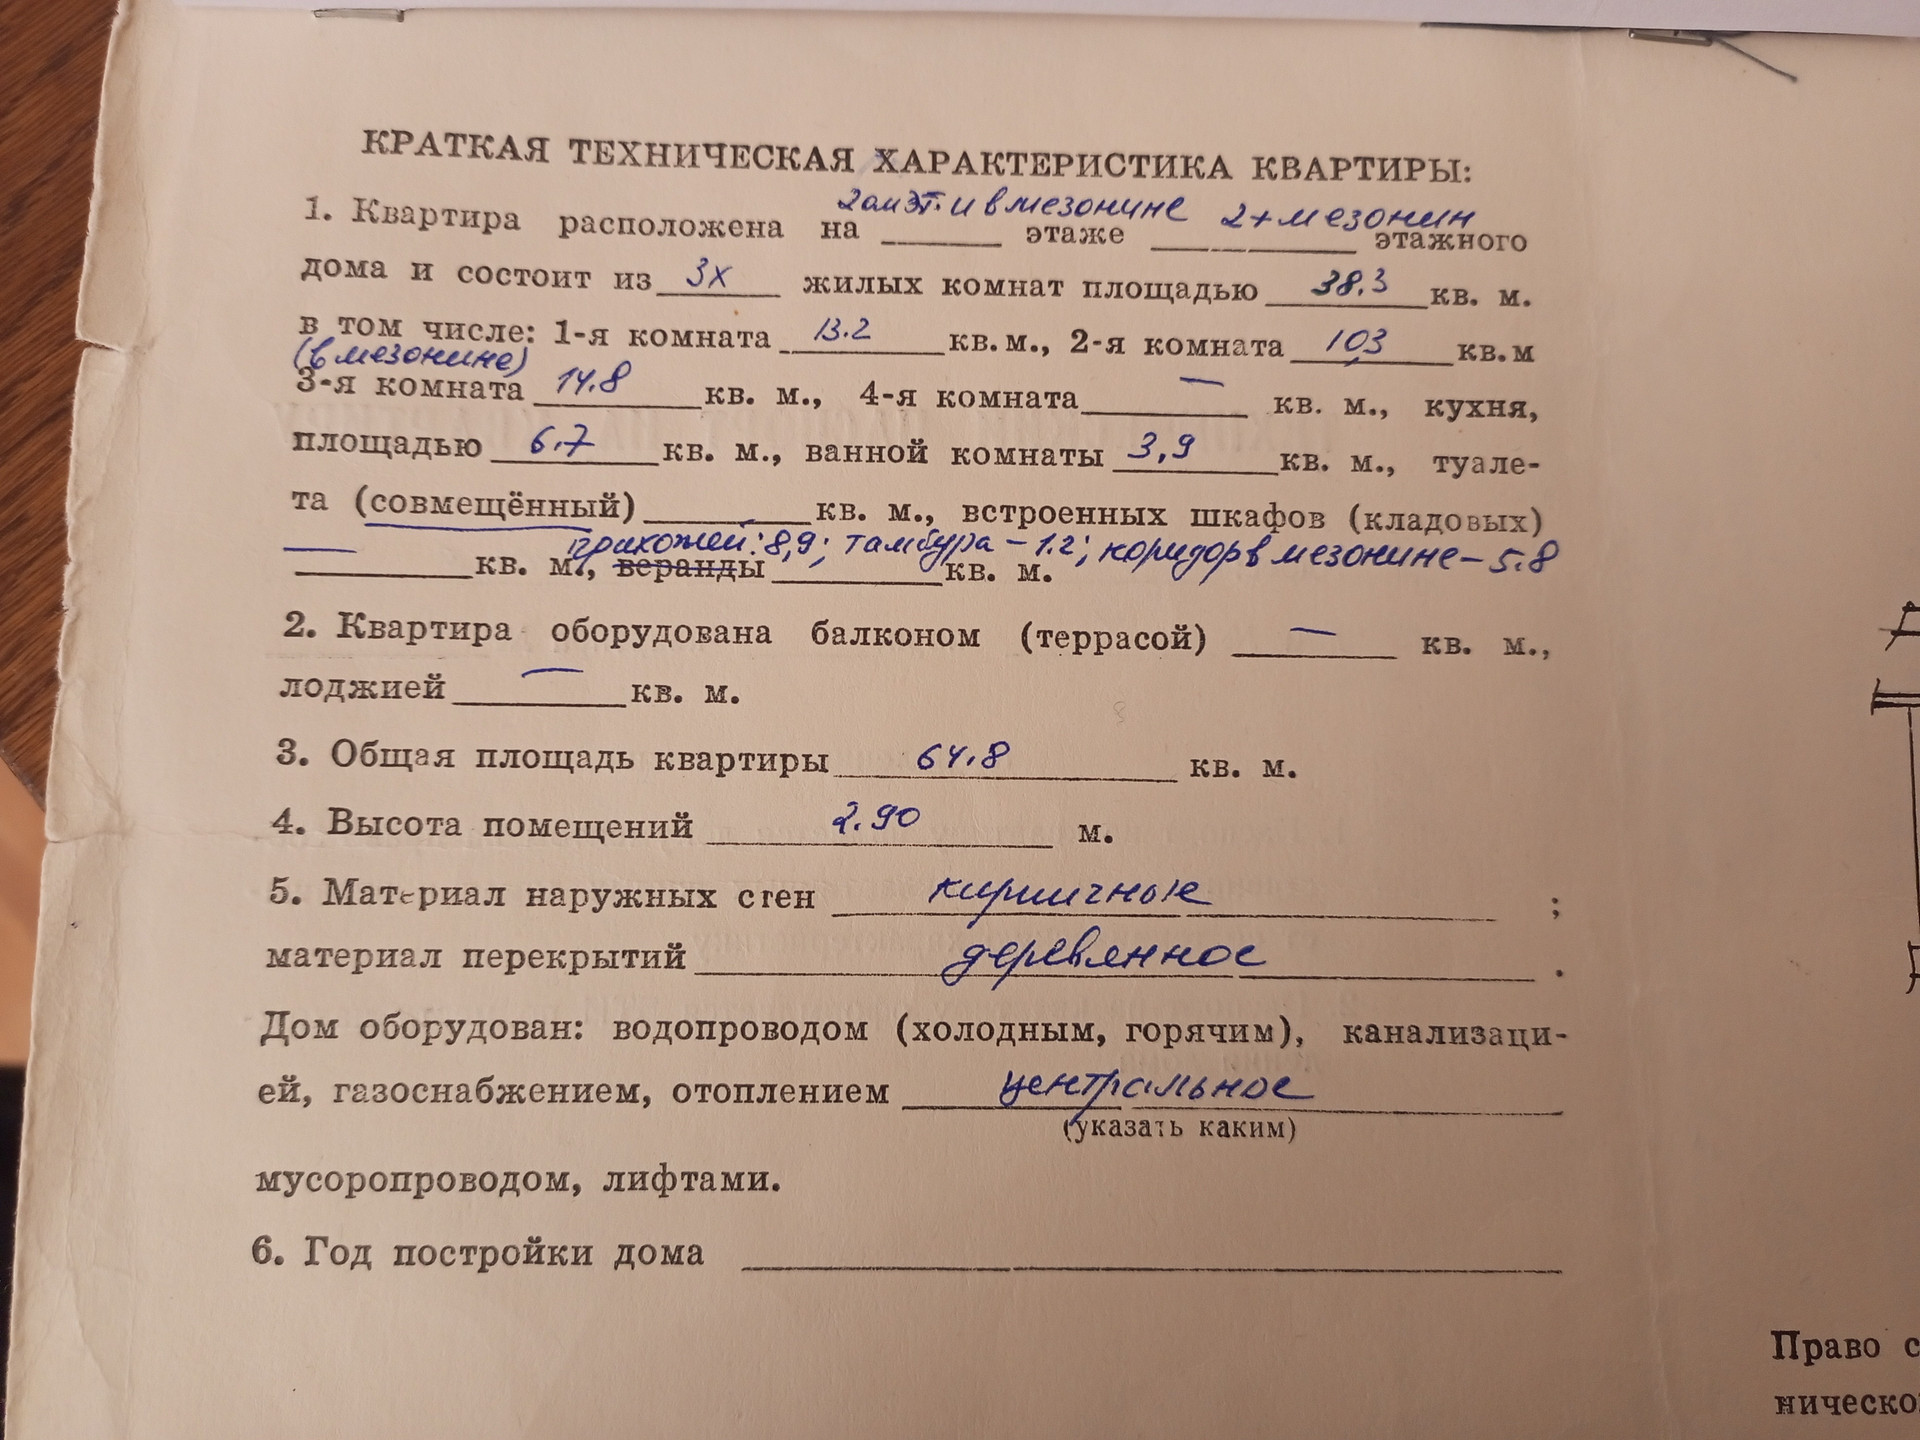 КРАТКАЯ ТЕХНИЧЕСКАЯ ХАРАКТЕРИСТИКА КВАРТИРЫ:
2ом эт. и в мезонине 2+мезонин
1. Квартира расположена на ______ этаже ______ этажного
дома и состоит из 3х жилых комнат площадью 38.3 кв. м.
в том числе: 1-я комната 13.2 кв. м., 2-я комната 10,3 кв.м
(в мезонине)
3-я комната 14.8 кв. м., 4-я комната — кв. м., кухня,
площадью 6.7 кв. м., ванной комнаты 3,9 кв. м., туале-
та (совмещённый) ______ кв. м., встроенных шкафов (кладовых)
прихожей: 8,9; тамбура – 1.2; коридор в мезонине – 5.8
— кв. м., веранды ______ кв. м.
2. Квартира оборудована балконом (террасой) — кв. м.,
лоджией — кв. м.
3. Общая площадь квартиры 64.8 кв. м.
4. Высота помещений 2.90 м.
5. Материал наружных стен кирпичные ;
материал перекрытий деревянное .
Дом оборудован: водопроводом (холодным, горячим), канализаци-
ей, газоснабжением, отоплением центральное
(указать каким)
мусоропроводом, лифтами.
6. Год постройки дома ______
Право с
ническо